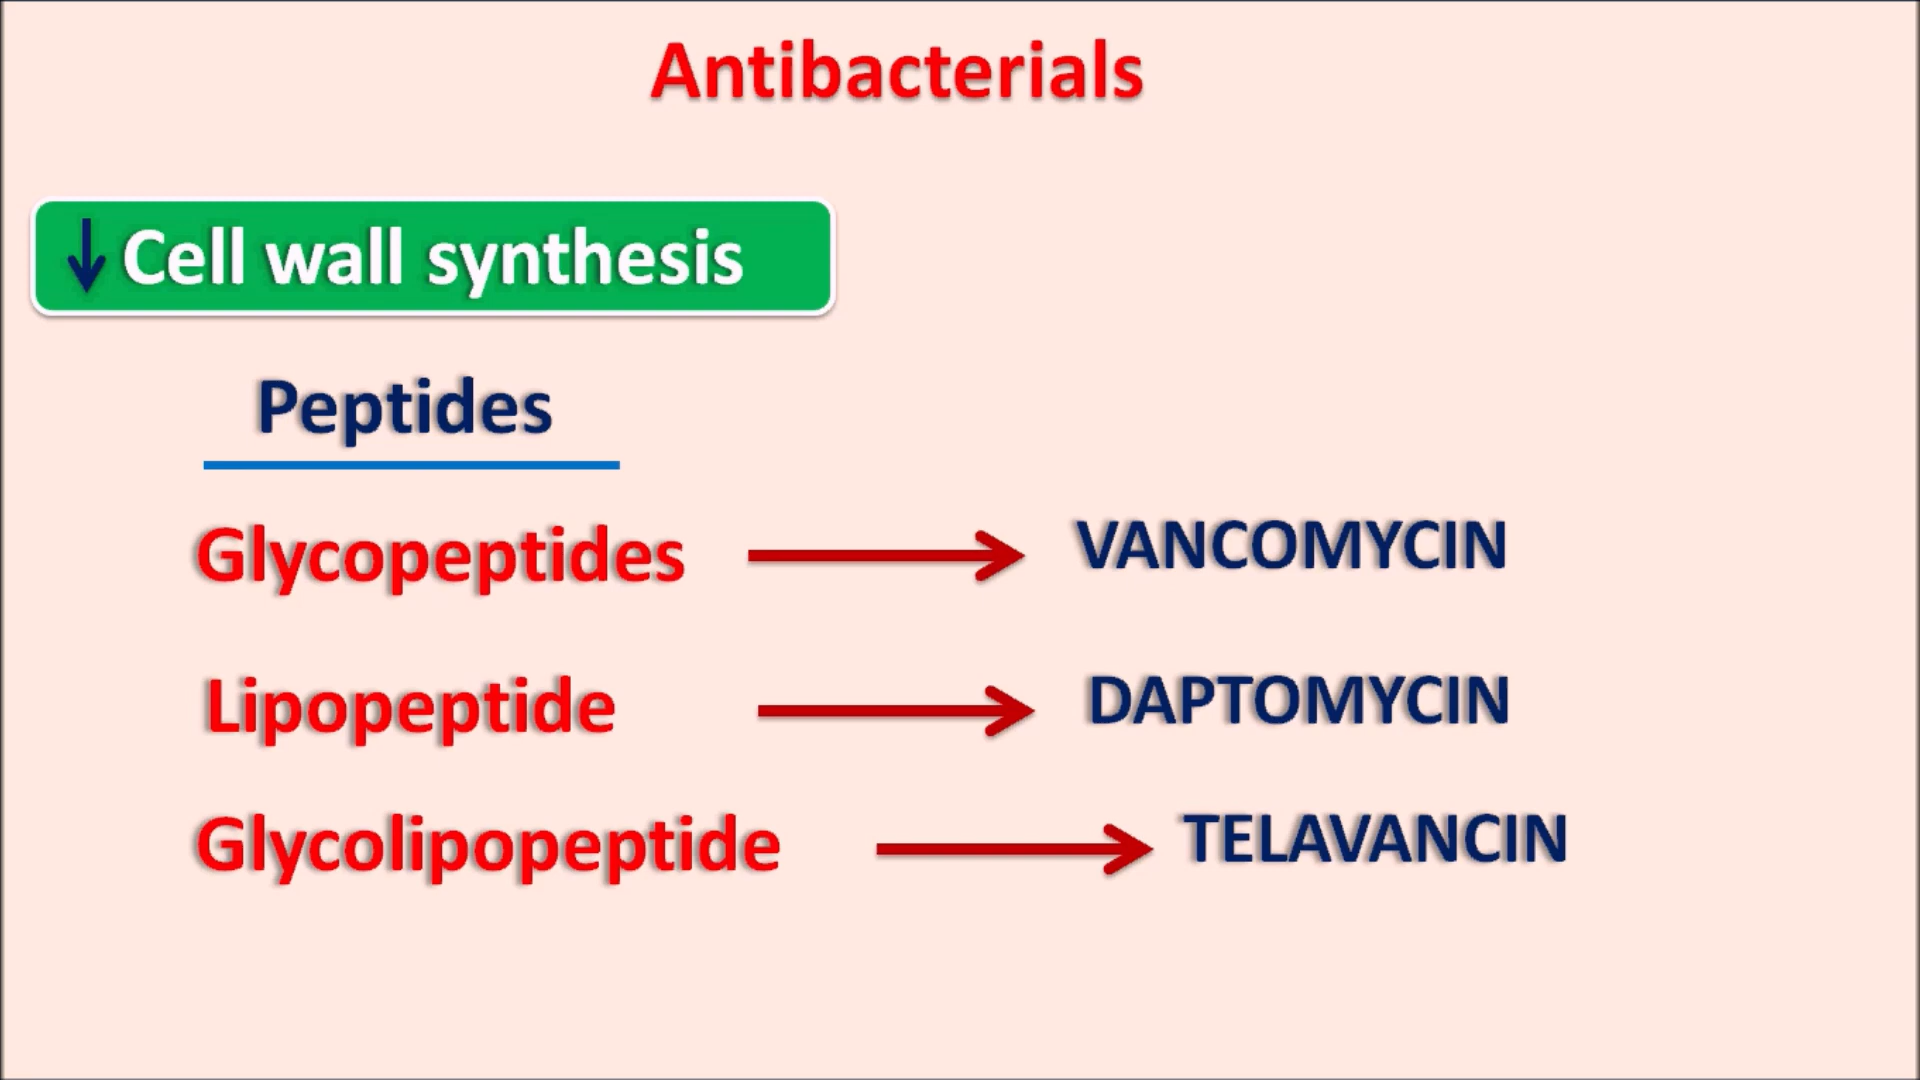 Antibacterials
↓ Cell wall synthesis
Peptides
Glycopeptides → VANCOMYCIN
Lipopeptide → DAPTOMYCIN
Glycolipopeptide → TELAVANCIN